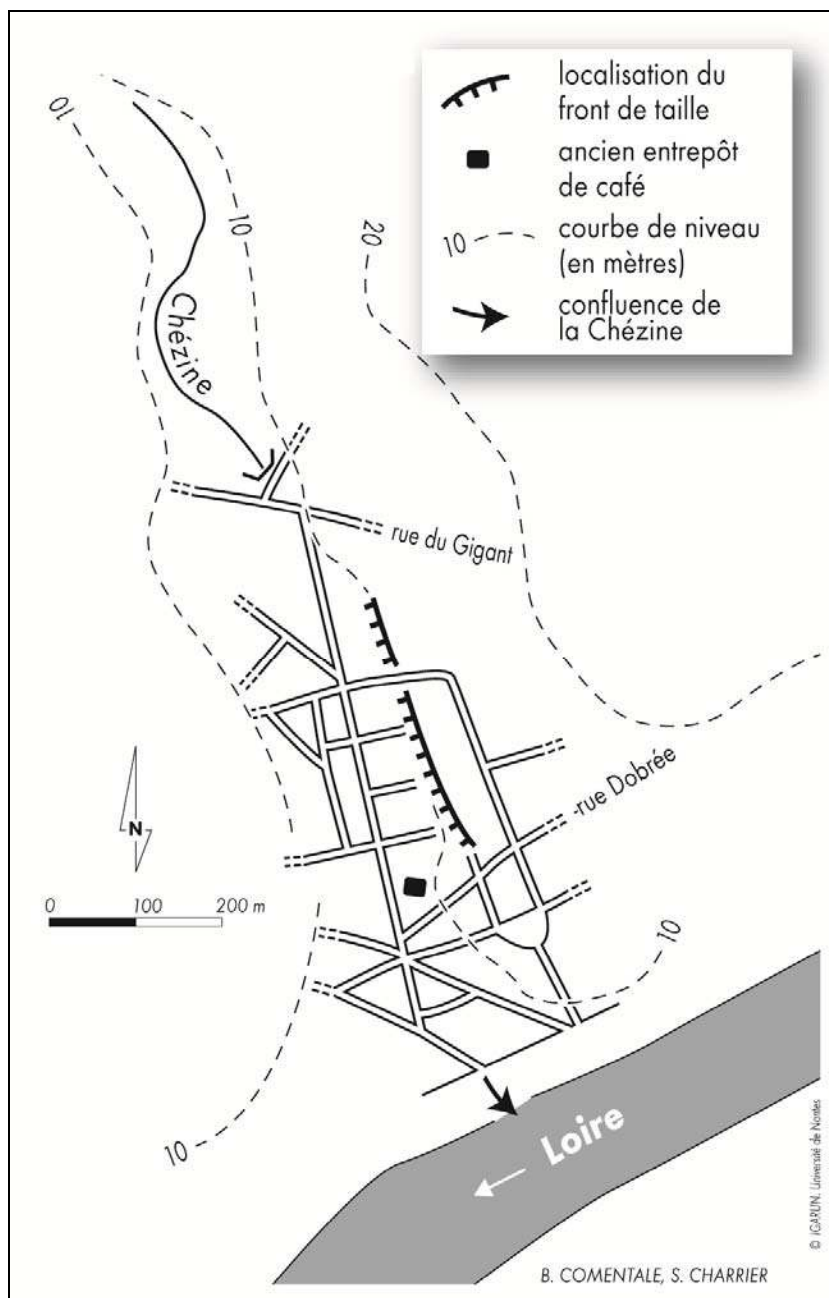 localisation du
front de taille
ancien entrepôt
de café
10
courbe de niveau
(en mètres)
confluence de
la Chézine
10
10
20
Chézine
rue du Gigant
rue Dobrée
N
0 100 200 m
10
10
Loire
© IGARUN, Université de Nantes
B. COMENTALE, S. CHARRIER